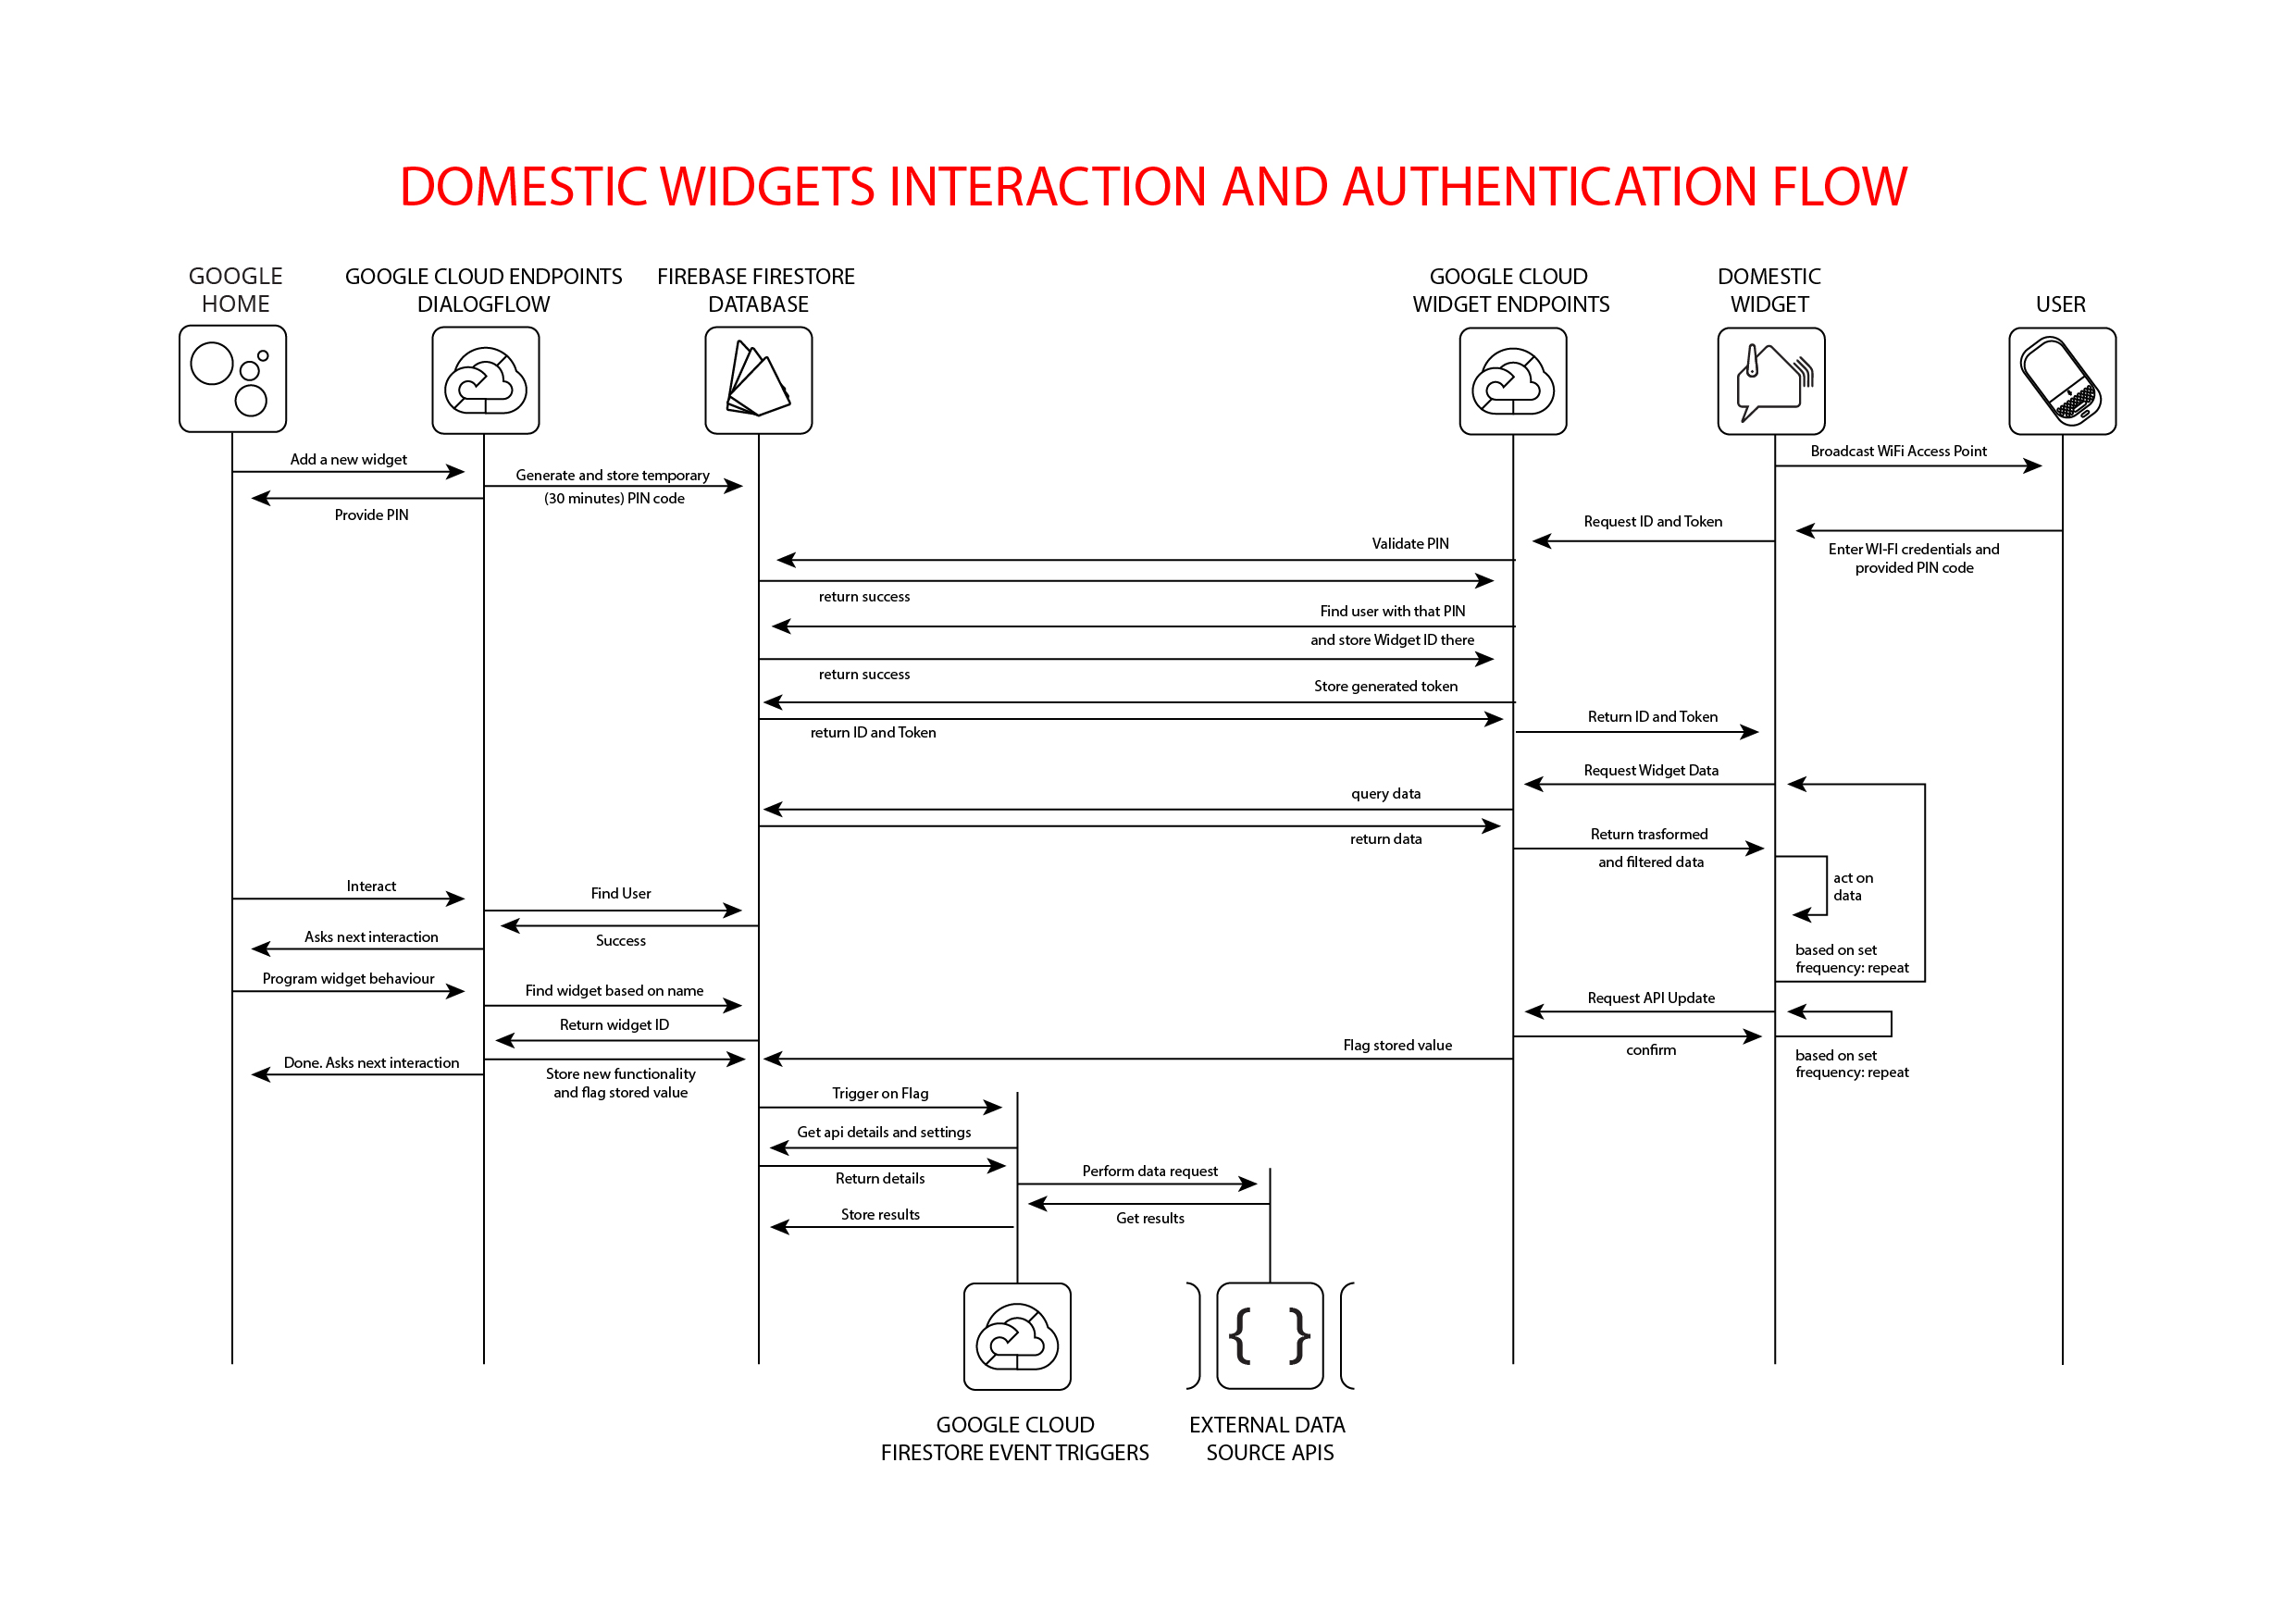 DOMESTIC WIDGETS INTERACTION AND AUTHENTICATION FLOW
GOOGLE
HOME
GOOGLE CLOUD ENDPOINTS
DIALOGFLOW
FIREBASE FIRESTORE
DATABASE
GOOGLE CLOUD
WIDGET ENDPOINTS
DOMESTIC
WIDGET
USER
Add a new widget
Generate and store temporary
(30 minutes) PIN code
Provide PIN
Broadcast WiFi Access Point
Request ID and Token
Enter WI-FI credentials and
provided PIN code
Validate PIN
return success
Find user with that PIN
and store Widget ID there
return success
Store generated token
return ID and Token
Return ID and Token
Request Widget Data
query data
return data
Return trasformed
and filtered data
act on
data
Interact
Find User
Success
Asks next interaction
based on set
frequency: repeat
Program widget behaviour
Find widget based on name
Request API Update
Return widget ID
Flag stored value
confirm
based on set
frequency: repeat
Done. Asks next interaction
Store new functionality
and flag stored value
Trigger on Flag
Get api details and settings
Return details
Perform data request
Store results
Get results
{ }
GOOGLE CLOUD
FIRESTORE EVENT TRIGGERS
EXTERNAL DATA
SOURCE APIS